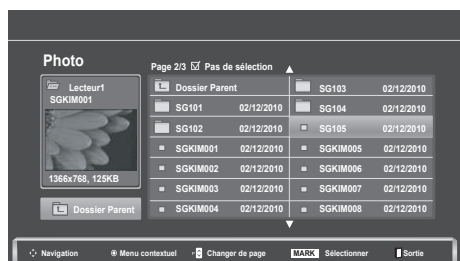 Photo
Page 2/3 ☑ Pas de sélection
Lecteur1
SGKIM001
1366x768, 125KB
Dossier Parent
Dossier Parent
SG101 02/12/2010
SG102 02/12/2010
SGKIM001 02/12/2010
SGKIM002 02/12/2010
SGKIM003 02/12/2010
SGKIM004 02/12/2010
SG103 02/12/2010
SG104 02/12/2010
SG105 02/12/2010
SGKIM005 02/12/2010
SGKIM006 02/12/2010
SGKIM007 02/12/2010
SGKIM008 02/12/2010
Navigation Menu contextuel Changer de page MARK Sélectionner Sortie